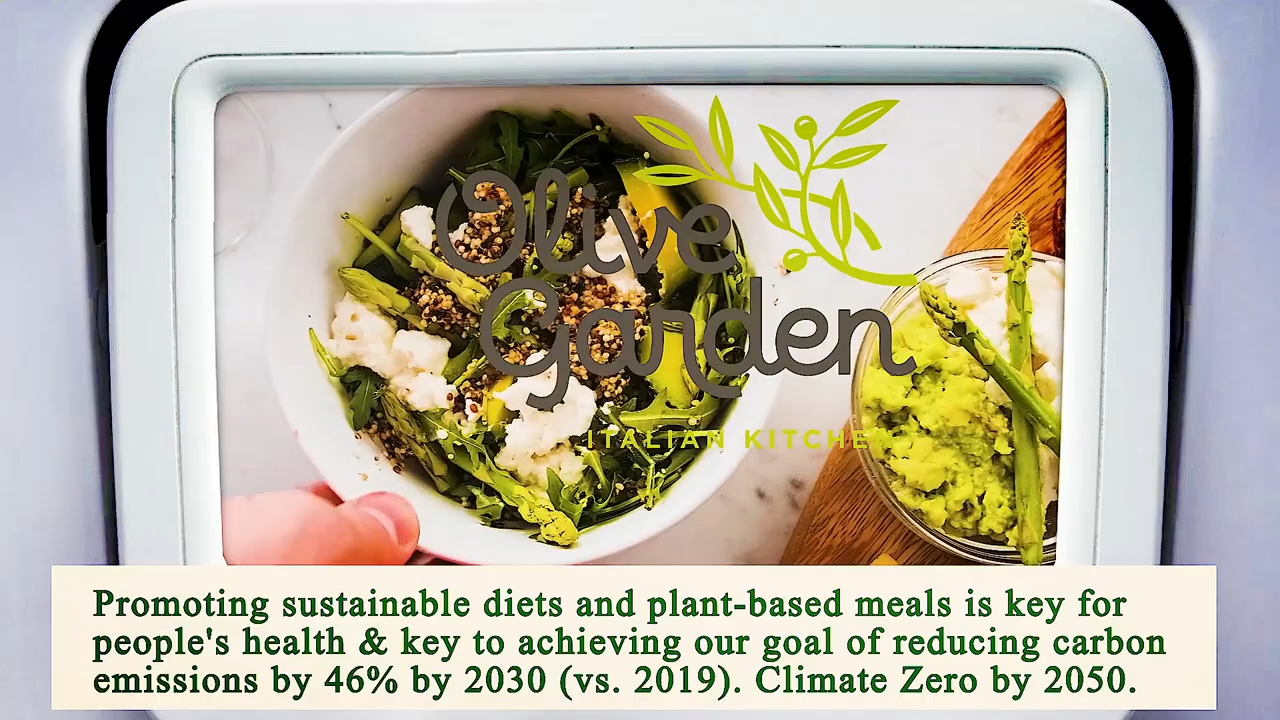 Olive
Garden
ITALIAN KITCHEN
Promoting sustainable diets and plant-based meals is key for
people's health & key to achieving our goal of reducing carbon
emissions by 46% by 2030 (vs. 2019). Climate Zero by 2050.